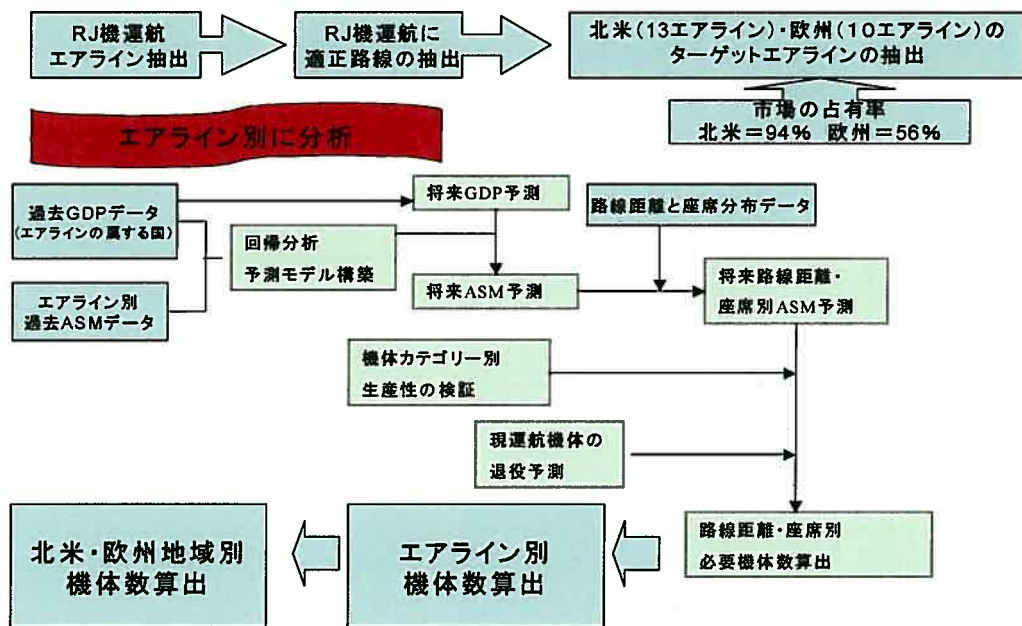 RJ機運航
エアライン抽出
RJ機運航に
適正路線の抽出
北米(13エアライン)・欧州(10エアライン)の
ターゲットエアラインの抽出
市場の占有率
北米=94% 欧州=56%
エアライン別に分析
過去GDPデータ
(エアラインの属する国)
エアライン別
過去ASMデータ
回帰分析
予測モデル構築
将来GDP予測
将来ASM予測
路線距離と座席分布データ
将来路線距離・
座席別ASM予測
機体カテゴリー別
生産性の検証
現運航機体の
退役予測
路線距離・座席別
必要機体数算出
エアライン別
機体数算出
北米・欧州地域別
機体数算出